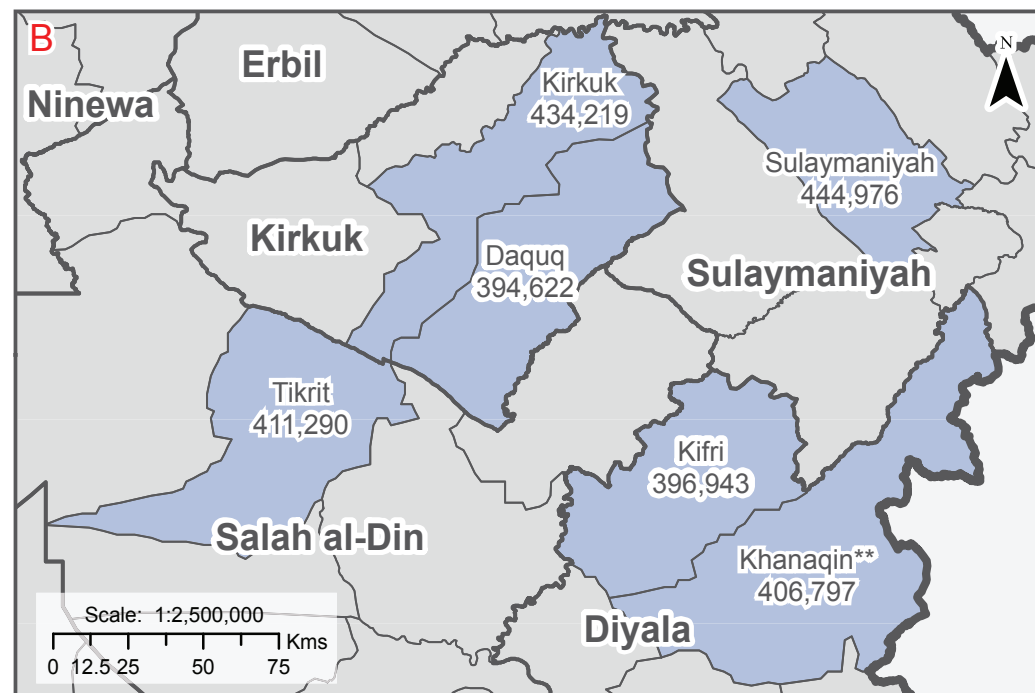 B
N
Erbil
Ninewa
Kirkuk
434,219
Sulaymaniyah
444,976
Kirkuk
Daquq
394,622
Sulaymaniyah
Tikrit
411,290
Kifri
396,943
Salah al-Din
Khanaqin**
406,797
Diyala
Scale: 1:2,500,000
Kms
0 12.5 25 50 75